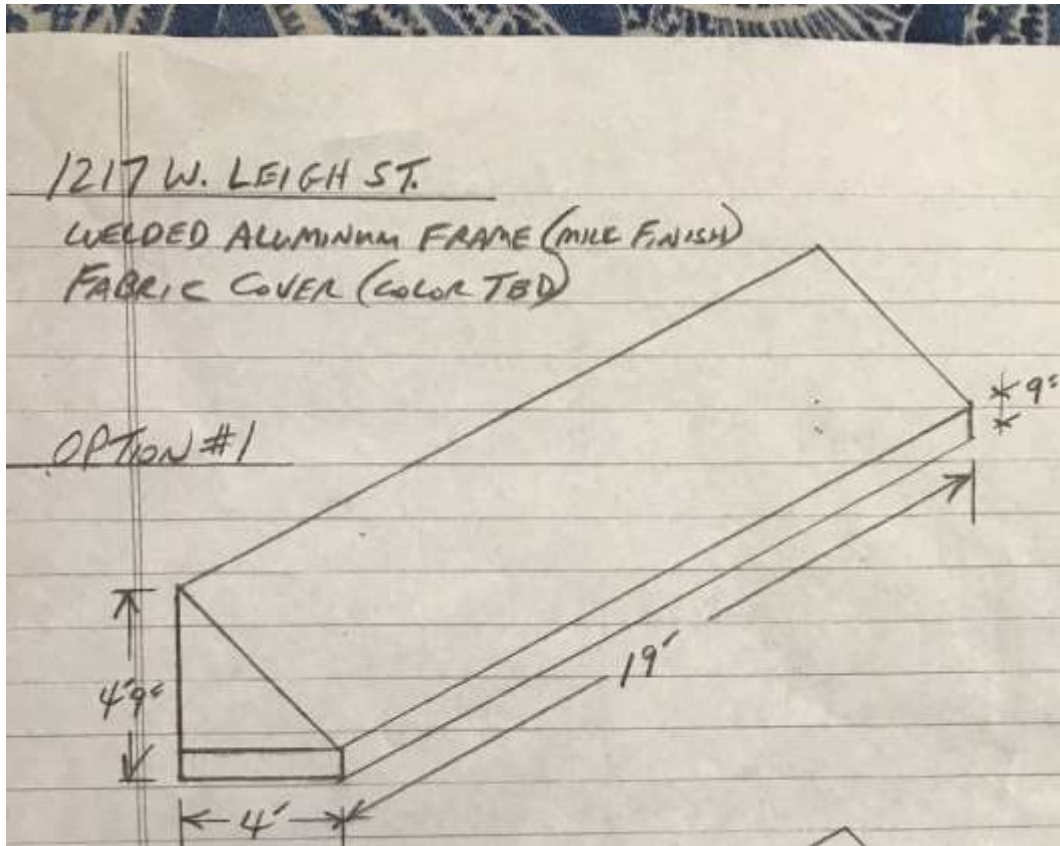 1217 W. LEIGH ST.
WELDED ALUMINUM FRAME (MILL FINISH)
FABRIC COVER (COLOR TBD)
OPTION #1
9"
4'9"
19'
4'